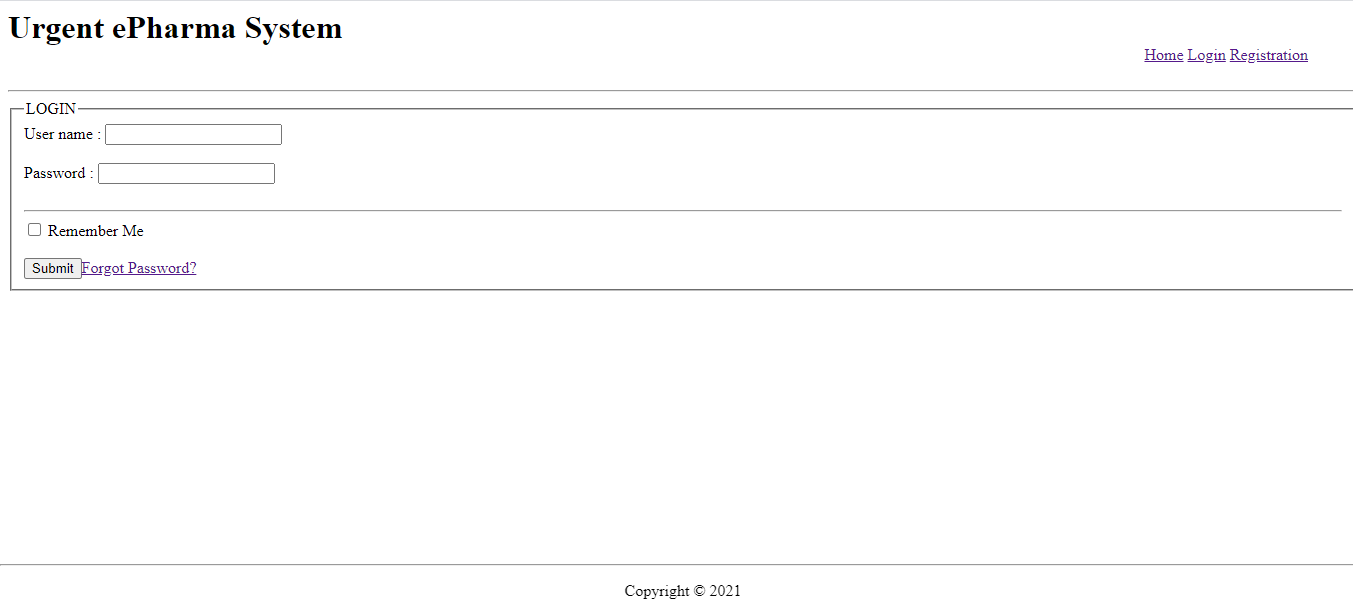 Urgent ePharma System
Home Login Registration
LOGIN
User name :
Password :
Remember Me
Submit Forgot Password?
Copyright © 2021